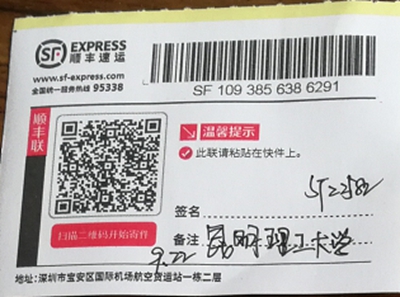 SF EXPRESS
顺丰速运
www.sf-express.com
全国统一服务热线 95338
SF 109 385 638 6291
顺丰联
温馨提示
此联请粘贴在快件上。
扫描二维码开始寄件
签名
备注 昆明理工大学
9.22
地址:深圳市宝安区国际机场航空货运站一栋二层